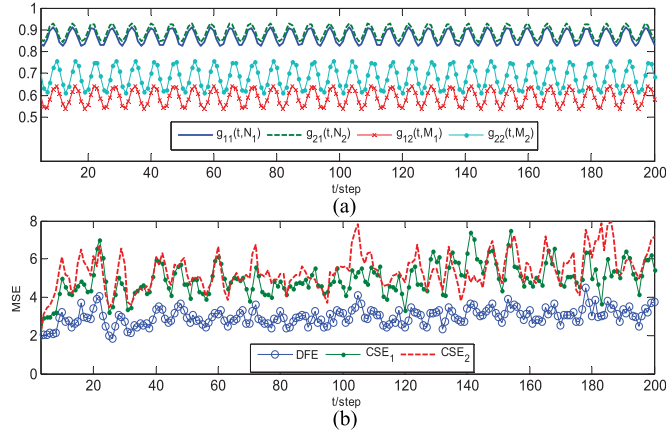 1
0.9
0.8
0.7
0.6
0.5
g11(t,N1) g21(t,N2) g12(t,M1) g22(t,M2)
20 40 60 80 100 120 140 160 180 200
t/step
(a)
8
6
4
2
0
MSE
DFE CSE1 CSE2
20 40 60 80 100 120 140 160 180 200
t/step
(b)